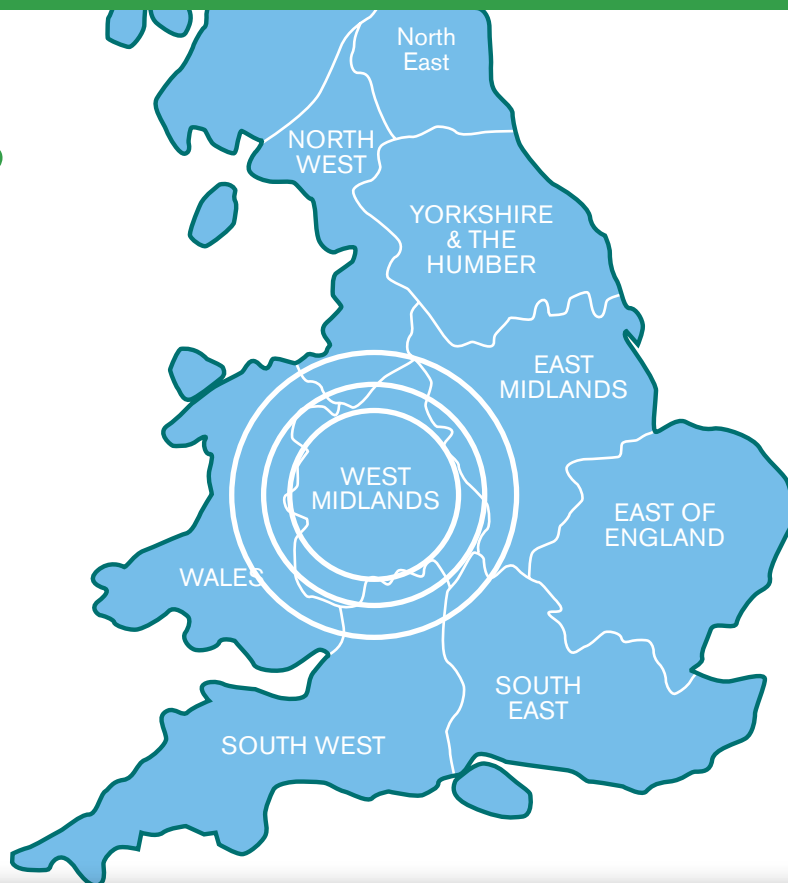 North
East
NORTH
WEST
YORKSHIRE
& THE
HUMBER
EAST
MIDLANDS
WEST
MIDLANDS
EAST OF
ENGLAND
WALES
SOUTH
EAST
SOUTH WEST